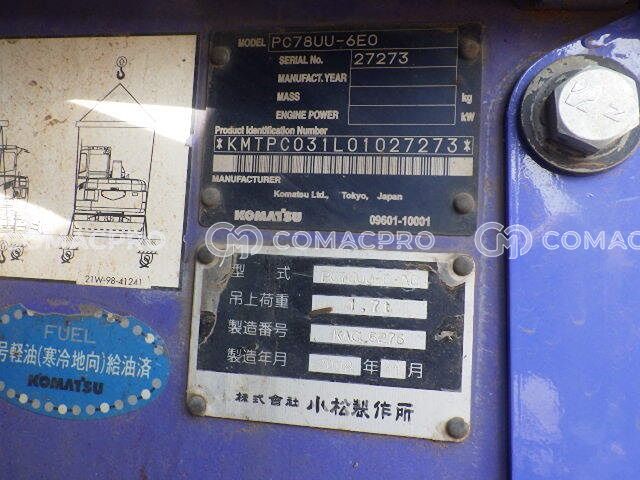 MODEL PC78UU-6E0
SERIAL No. 27273
MANUFACT. YEAR
MASS kg
ENGINE POWER kW
Product Identification Number
*KMTPC031L01027273*
MANUFACTURER
Komatsu Ltd., Tokyo, Japan
KOMATSU 09601-10001
COMACPRO COMACPRO COMACPRO
21W-98-41241
型式
吊上荷重 1.7t
製造番号
製造年月 年 月
株式会社 小松製作所
FUEL
号軽油(寒冷地向)給油済
KOMATSU